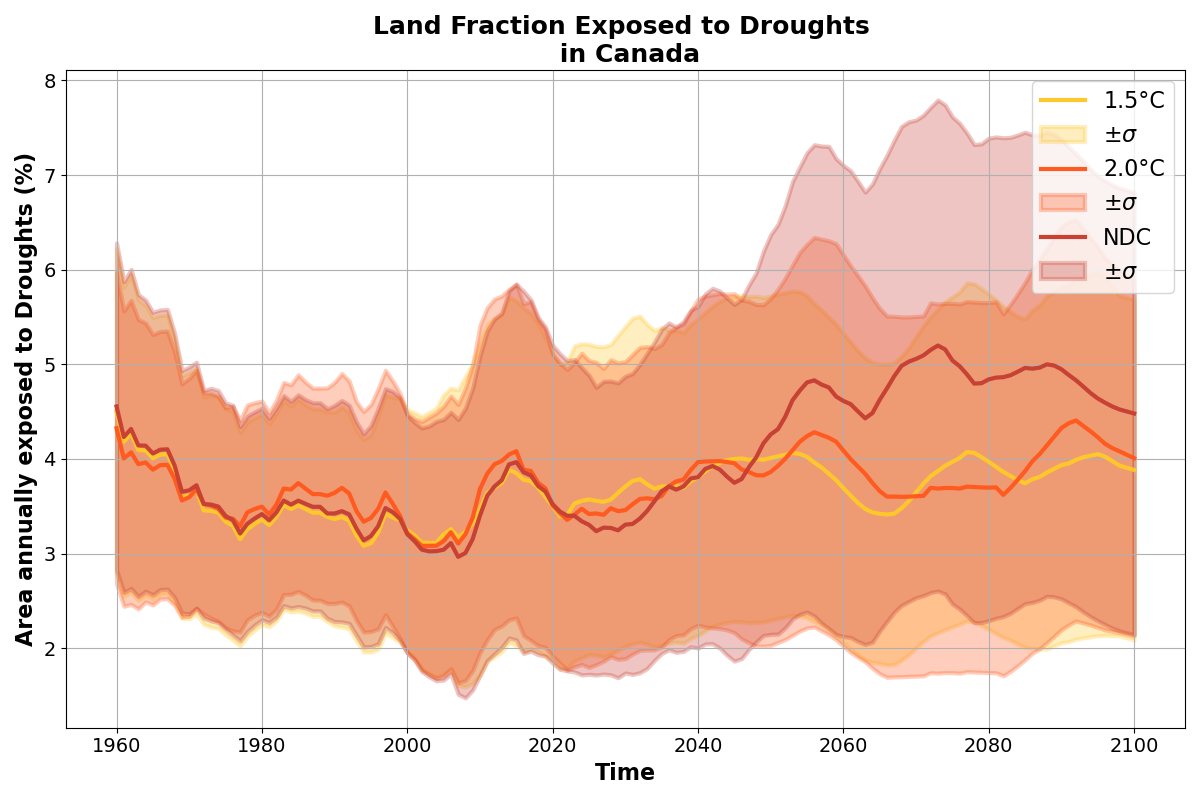 Land Fraction Exposed to Droughts
in Canada
Area annually exposed to Droughts (%)
8
7
6
5
4
3
2
1.5°C
±σ
2.0°C
±σ
NDC
±σ
1960
1980
2000
2020
2040
2060
2080
2100
Time